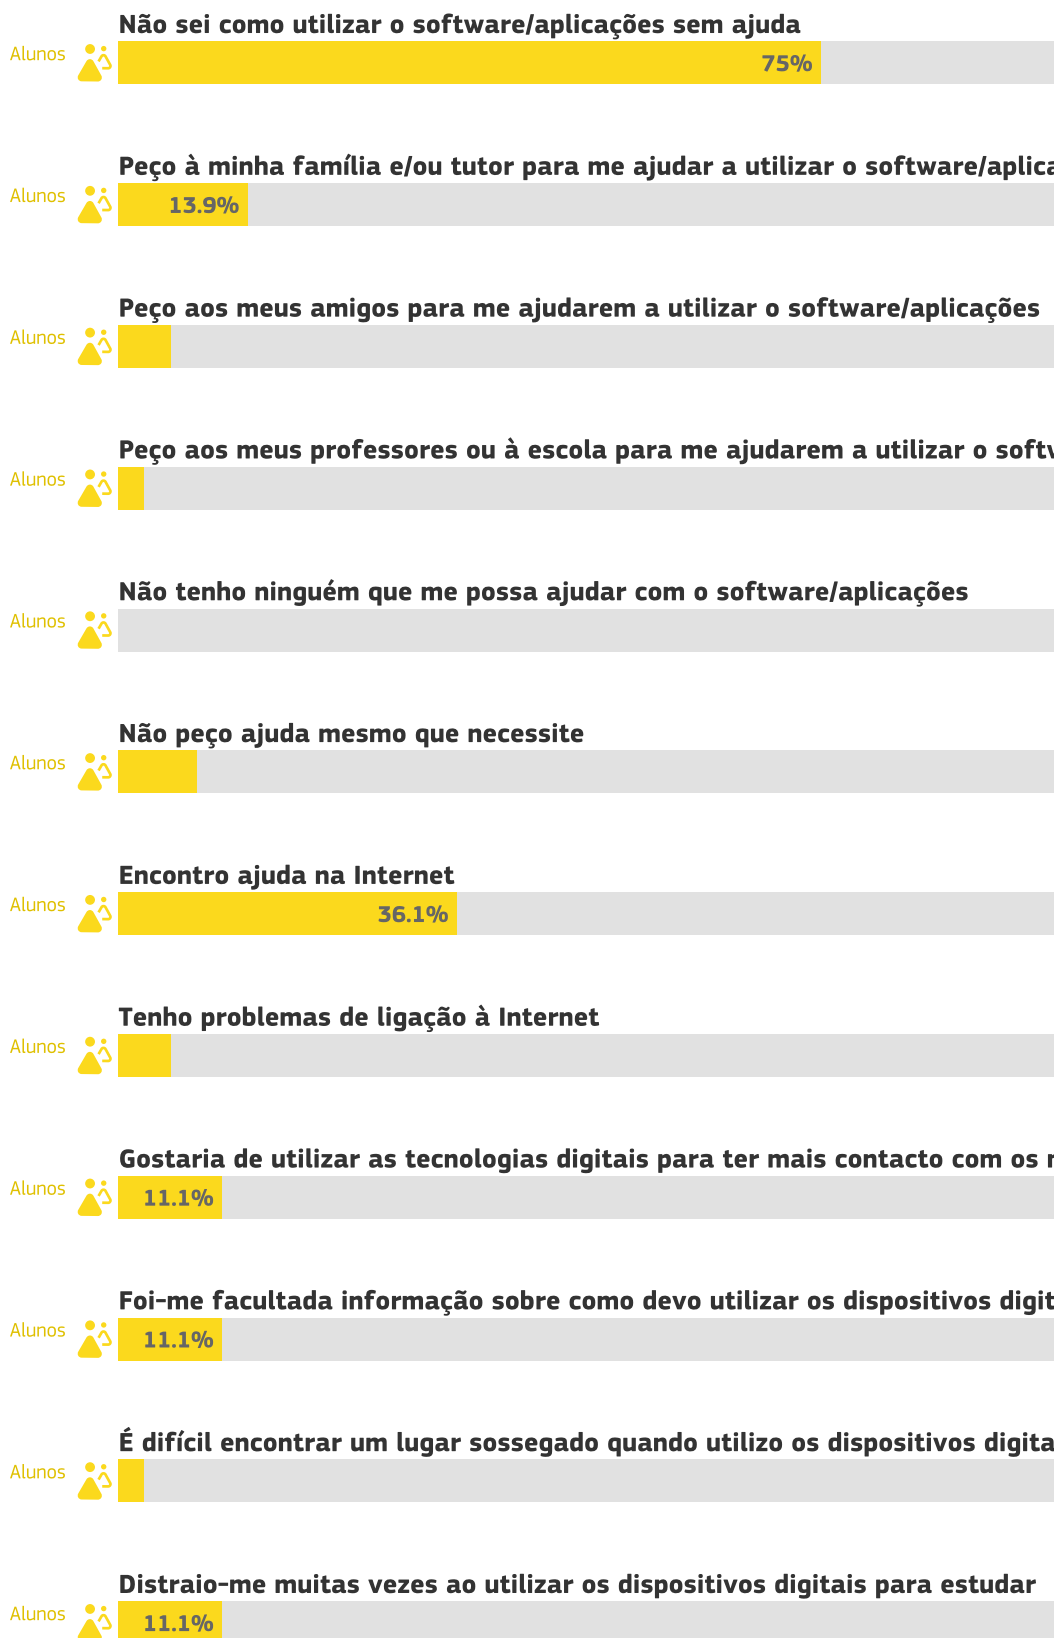 Não sei como utilizar o software/aplicações sem ajuda
Alunos
75%
Peço à minha família e/ou tutor para me ajudar a utilizar o
Alunos
13.9%
Peço aos meus amigos para me ajudarem a utilizar o software/aplicações
Alunos
Peço aos meus professores ou à escola para me ajudarem a utilizar o
Alunos
Não tenho ninguém que me possa ajudar com o software/aplicações
Alunos
Não peço ajuda mesmo que necessite
Alunos
Encontro ajuda na Internet
Alunos
36.1%
Tenho problemas de ligação à Internet
Alunos
Gostaria de utilizar as tecnologias digitais para ter mais contacto com os
Alunos
11.1%
Foi-me facultada informação sobre como devo utilizar os dispositivos
Alunos
11.1%
É difícil encontrar um lugar sossegado quando utilizo os dispositivos
Alunos
Distraio-me muitas vezes ao utilizar os dispositivos digitais para estudar
Alunos
11.1%